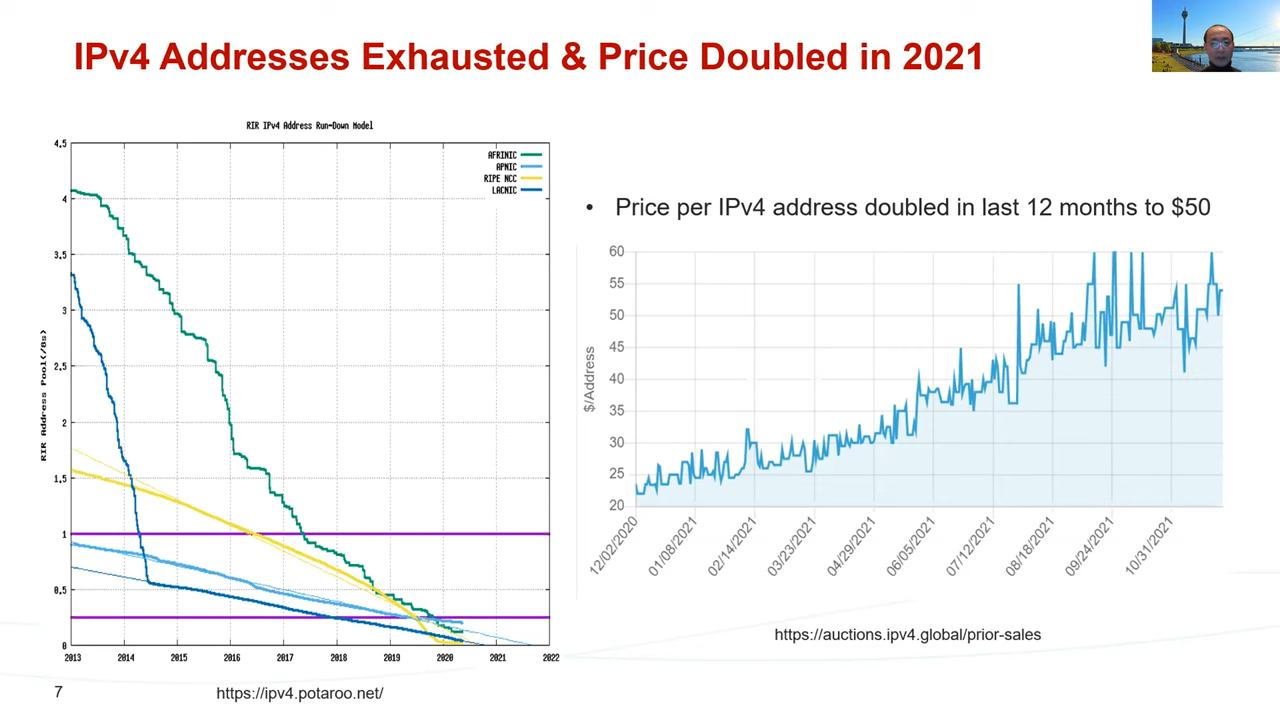 IPv4 Addresses Exhausted & Price Doubled in 2021
RIR IPv4 Address Run-Down Model
AFRINIC
APNIC
RIPE NCC
LACNIC
RIR Address Pool(/8s)
4.5
4
3.5
3
2.5
2
1.5
1
0.5
0
2013 2014 2015 2016 2017 2018 2019 2020 2021 2022
https://ipv4.potaroo.net/
• Price per IPv4 address doubled in last 12 months to $50
$/Address
60
55
50
45
40
35
30
25
20
12/02/2020 01/08/2021 02/14/2021 03/23/2021 04/29/2021 06/05/2021 07/12/2021 08/18/2021 09/24/2021 10/31/2021
https://auctions.ipv4.global/prior-sales
7